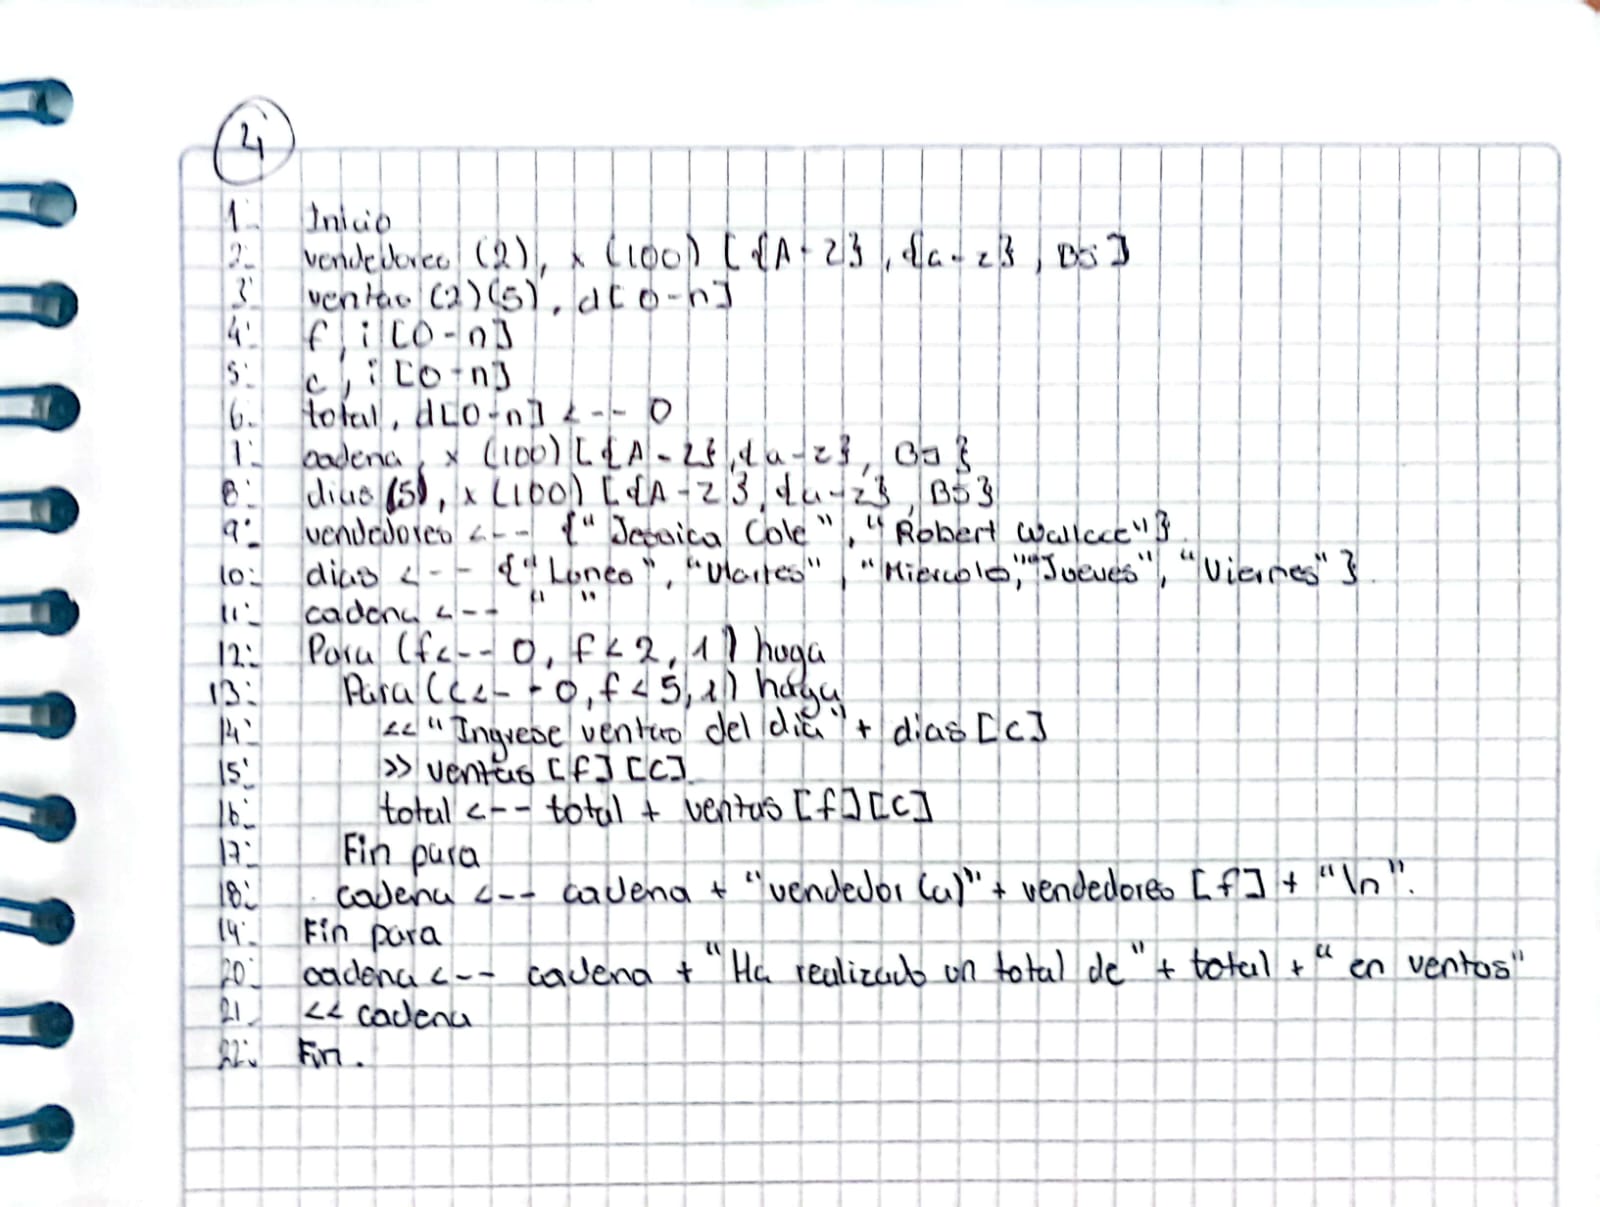 4
1: Inicio
2: vendedores (2), x (100) [{A-Z}, {a-z}, BS]
3: ventas (2)(5), d[0-n]
4: f, i [0-n]
5: c, i [0-n]
6: total, d[0-n] <-- 0
7: cadena, x (100) [{A-Z}, {a-z}, BS}
8: dias (5), x (100) [{A-Z}, {a-z}, BS}
9: vendedores <-- {"Jessica Cole", "Robert Wallace"}
10: dias <-- {"Lunes", "Martes", "Miercoles", "Jueves", "Viernes"}
11: cadena <-- " "
12: Para (f<-- 0, f<2, 1) haga
13: Para (c<-- 0, f<5, 1) haga
14: << "Ingrese ventas del dia" + dias [c]
15: >> ventas [f][c]
16: total <-- total + ventas [f][c]
17: Fin para
18: cadena <-- cadena + "vendedor (a)" + vendedores [f] + "\n".
19: Fin para
20: cadena <-- cadena + "Ha realizado un total de" + total + " en ventas"
21 << cadena
22: Fin.